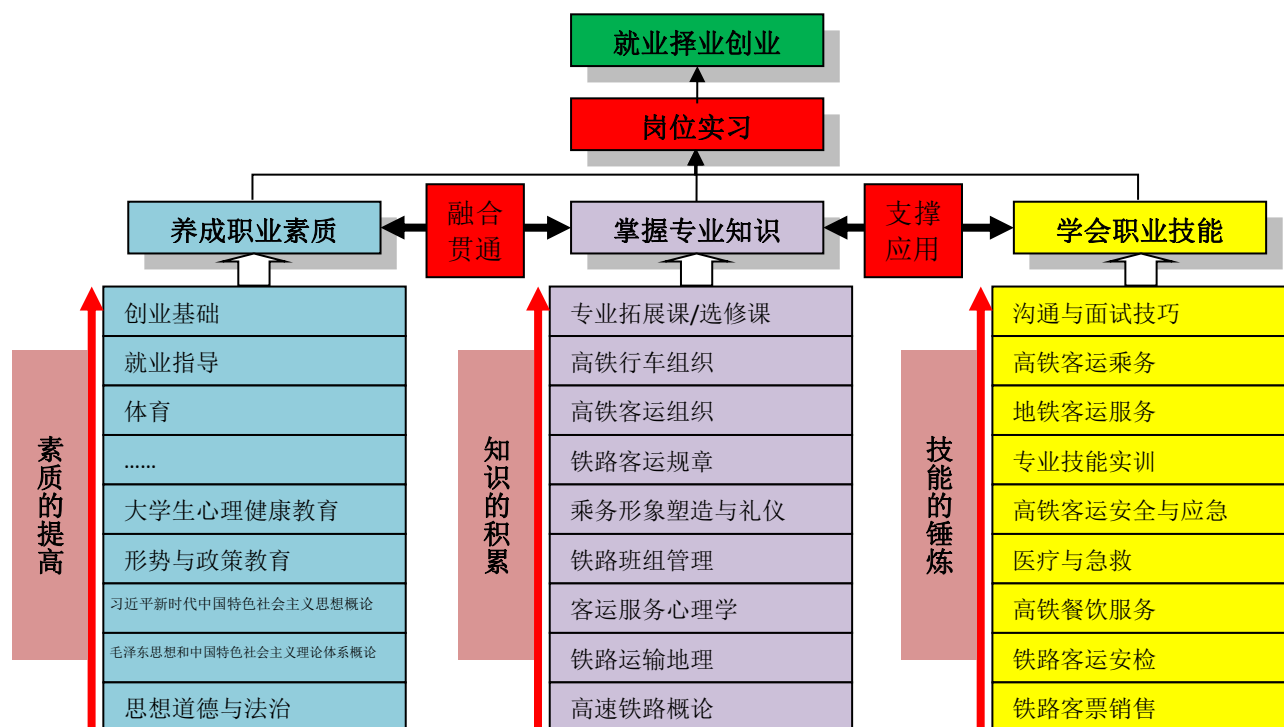 就业择业创业
岗位实习
养成职业素质
融合
贯通
掌握专业知识
支撑
应用
学会职业技能
素质的提高
创业基础
就业指导
体育
......
大学生心理健康教育
形势与政策教育
习近平新时代中国特色社会主义思想概论
毛泽东思想和中国特色社会主义理论体系概论
思想道德与法治
知识的积累
专业拓展课/选修课
高铁行车组织
高铁客运组织
铁路客运规章
乘务形象塑造与礼仪
铁路班组管理
客运服务心理学
铁路运输地理
高速铁路概论
技能的锤炼
沟通与面试技巧
高铁客运乘务
地铁客运服务
专业技能实训
高铁客运安全与应急
医疗与急救
高铁餐饮服务
铁路客运安检
铁路客票销售